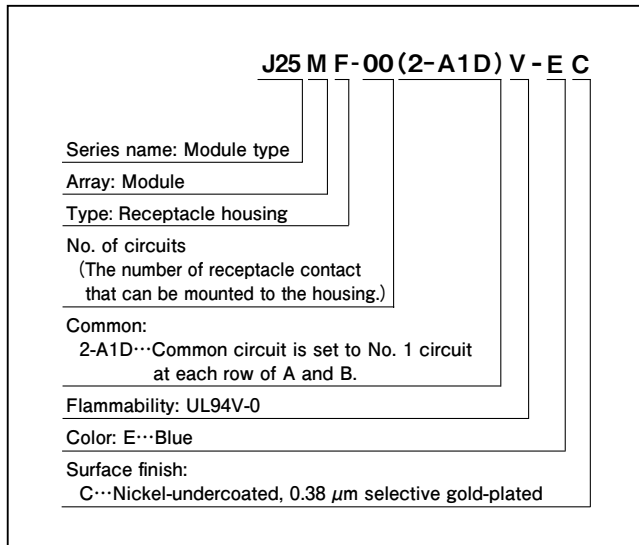 J25 M F-00(2-A1D) V-E C
Series name: Module type
Array: Module
Type: Receptacle housing
No. of circuits
(The number of receptacle contact
that can be mounted to the housing.)
Common:
2-A1D⋯Common circuit is set to No. 1 circuit
at each row of A and B.
Flammability: UL94V-0
Color: E⋯Blue
Surface finish:
C⋯Nickel-undercoated, 0.38 μm selective gold-plated